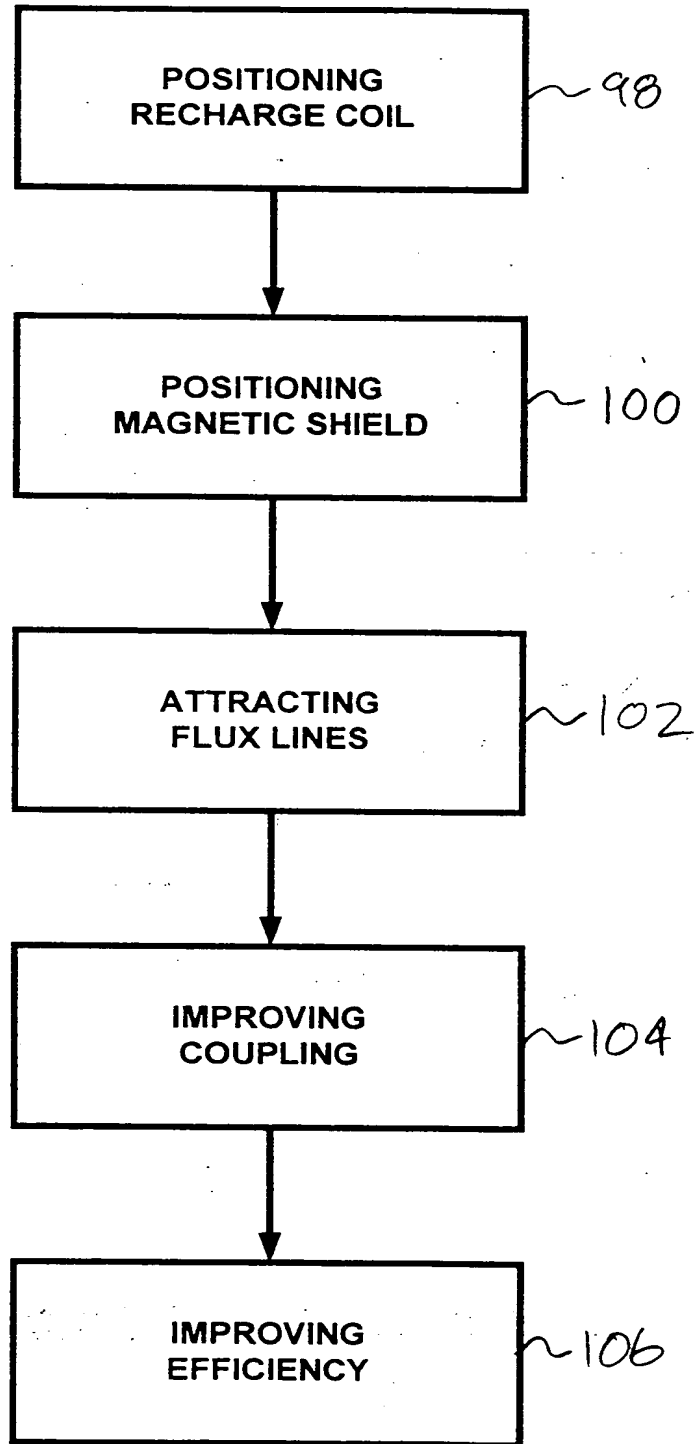 POSITIONING
RECHARGE COIL
98
POSITIONING
MAGNETIC SHIELD
100
ATTRACTING
FLUX LINES
102
IMPROVING
COUPLING
104
IMPROVING
EFFICIENCY
106